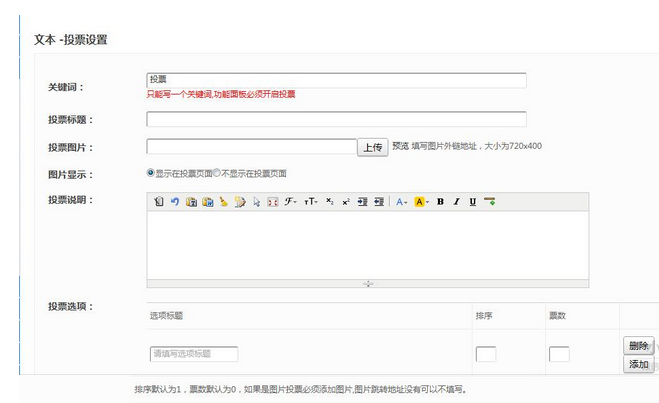 文本 -投票设置
关键词：
投票
只能写一个关键词,功能面板必须开启投票
投票标题：
投票图片：
上传 预览 填写图片外链地址，大小为720x400
图片显示：
显示在投票页面 不显示在投票页面
投票说明：
投票选项：
选项标题 排序 票数
请填写选项标题
删除
添加
排序默认为1，票数默认为0，如果是图片投票必须添加图片,图片跳转地址没有可以不填写。